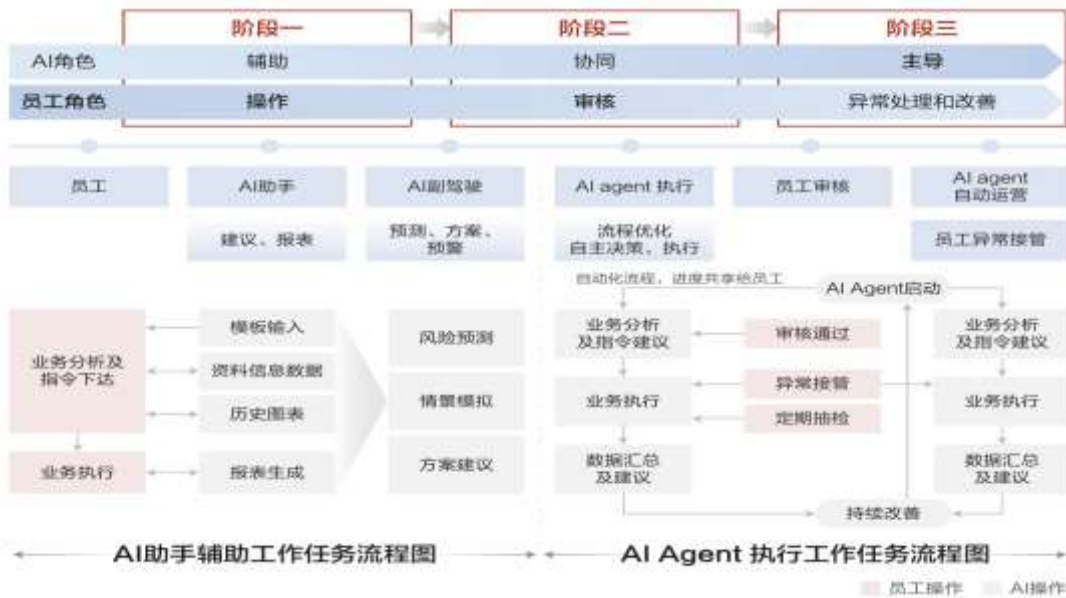 阶段一
阶段二
阶段三
AI角色
辅助
协同
主导
员工角色
操作
审核
异常处理和改善
员工
AI助手
AI副驾驶
AI agent 执行
员工审核
AI agent
自动运营
建议、报表
预测、方案、
预警
流程优化
自主决策、执行
员工异常接管
自动化流程，进度共享给员工
AI Agent启动
业务分析及
指令下达
模板输入
资料信息数据
历史图表
业务执行
报表生成
风险预测
情景模拟
方案建议
业务分析
及指令建议
审核通过
业务分析
及指令建议
业务执行
异常接管
定期抽检
业务执行
数据汇总
及建议
数据汇总
及建议
持续改善
AI助手辅助工作任务流程图
AI Agent 执行工作任务流程图
员工操作
AI操作